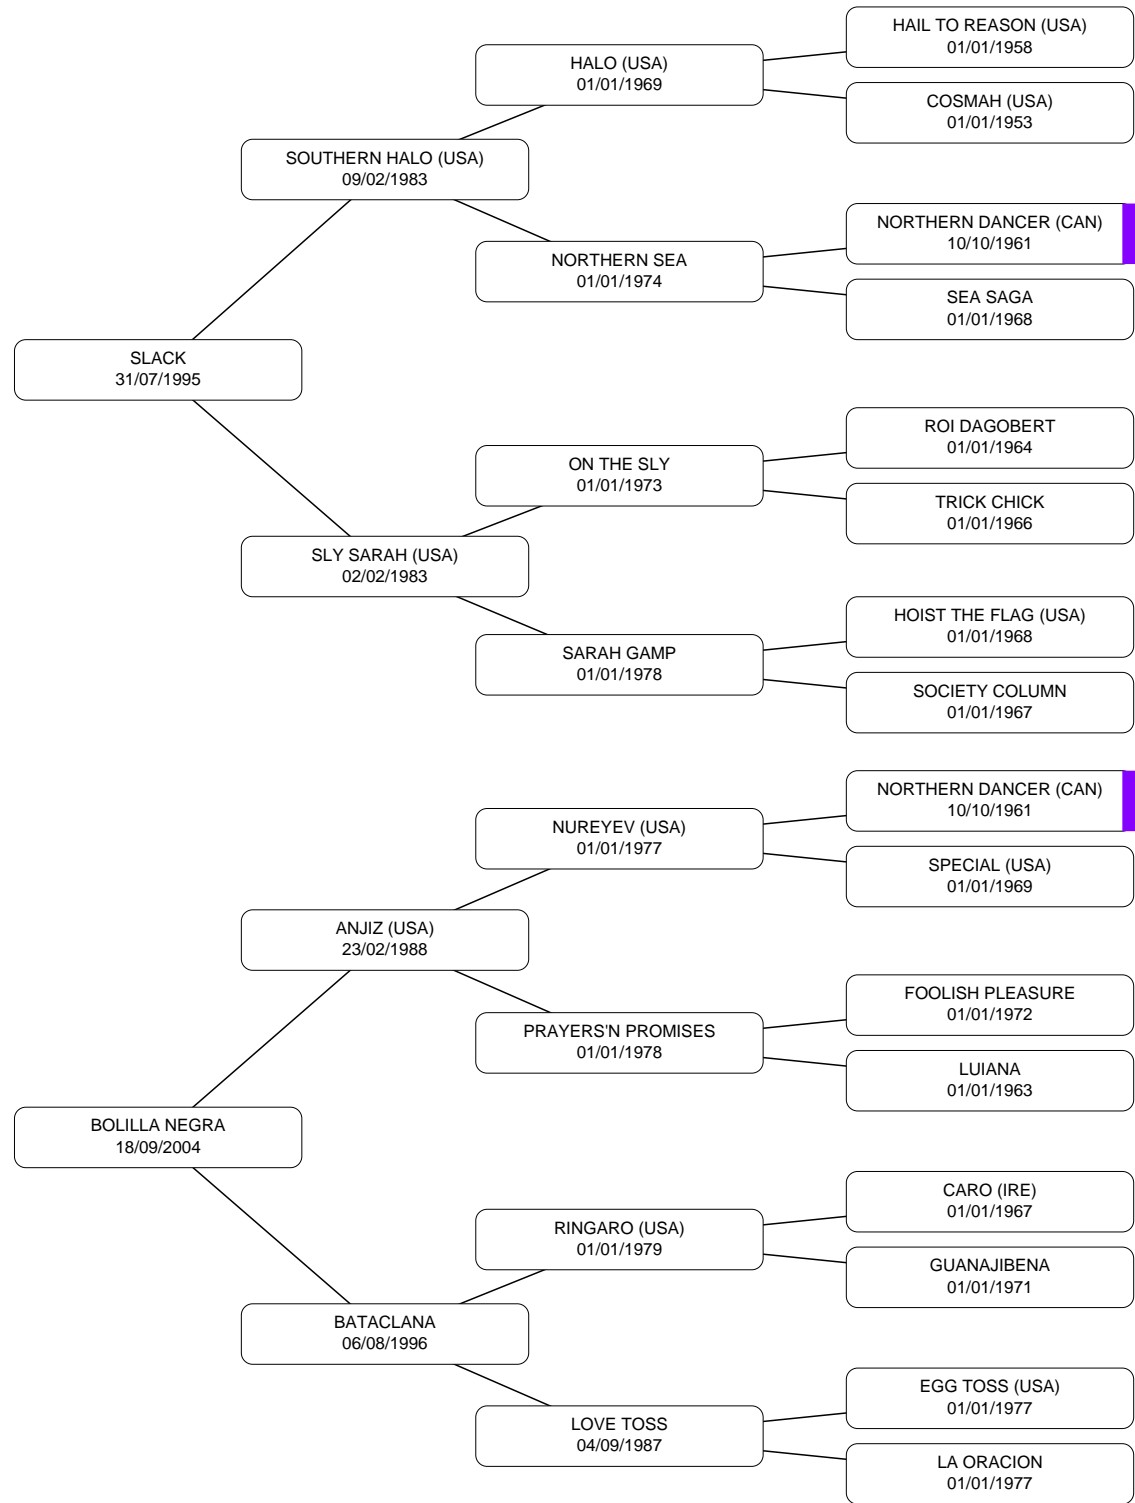 HAIL TO REASON (USA)
01/01/1958
HALO (USA)
01/01/1969
COSMAH (USA)
01/01/1953
SOUTHERN HALO (USA)
09/02/1983
NORTHERN DANCER (CAN)
10/10/1961
NORTHERN SEA
01/01/1974
SEA SAGA
01/01/1968
SLACK
31/07/1995
ROI DAGOBERT
01/01/1964
ON THE SLY
01/01/1973
TRICK CHICK
01/01/1966
SLY SARAH (USA)
02/02/1983
HOIST THE FLAG (USA)
01/01/1968
SARAH GAMP
01/01/1978
SOCIETY COLUMN
01/01/1967
NORTHERN DANCER (CAN)
10/10/1961
NUREYEV (USA)
01/01/1977
SPECIAL (USA)
01/01/1969
ANJIZ (USA)
23/02/1988
FOOLISH PLEASURE
01/01/1972
PRAYERS'N PROMISES
01/01/1978
LUIANA
01/01/1963
BOLILLA NEGRA
18/09/2004
CARO (IRE)
01/01/1967
RINGARO (USA)
01/01/1979
GUANAJIBENA
01/01/1971
BATACLANA
06/08/1996
EGG TOSS (USA)
01/01/1977
LOVE TOSS
04/09/1987
LA ORACION
01/01/1977